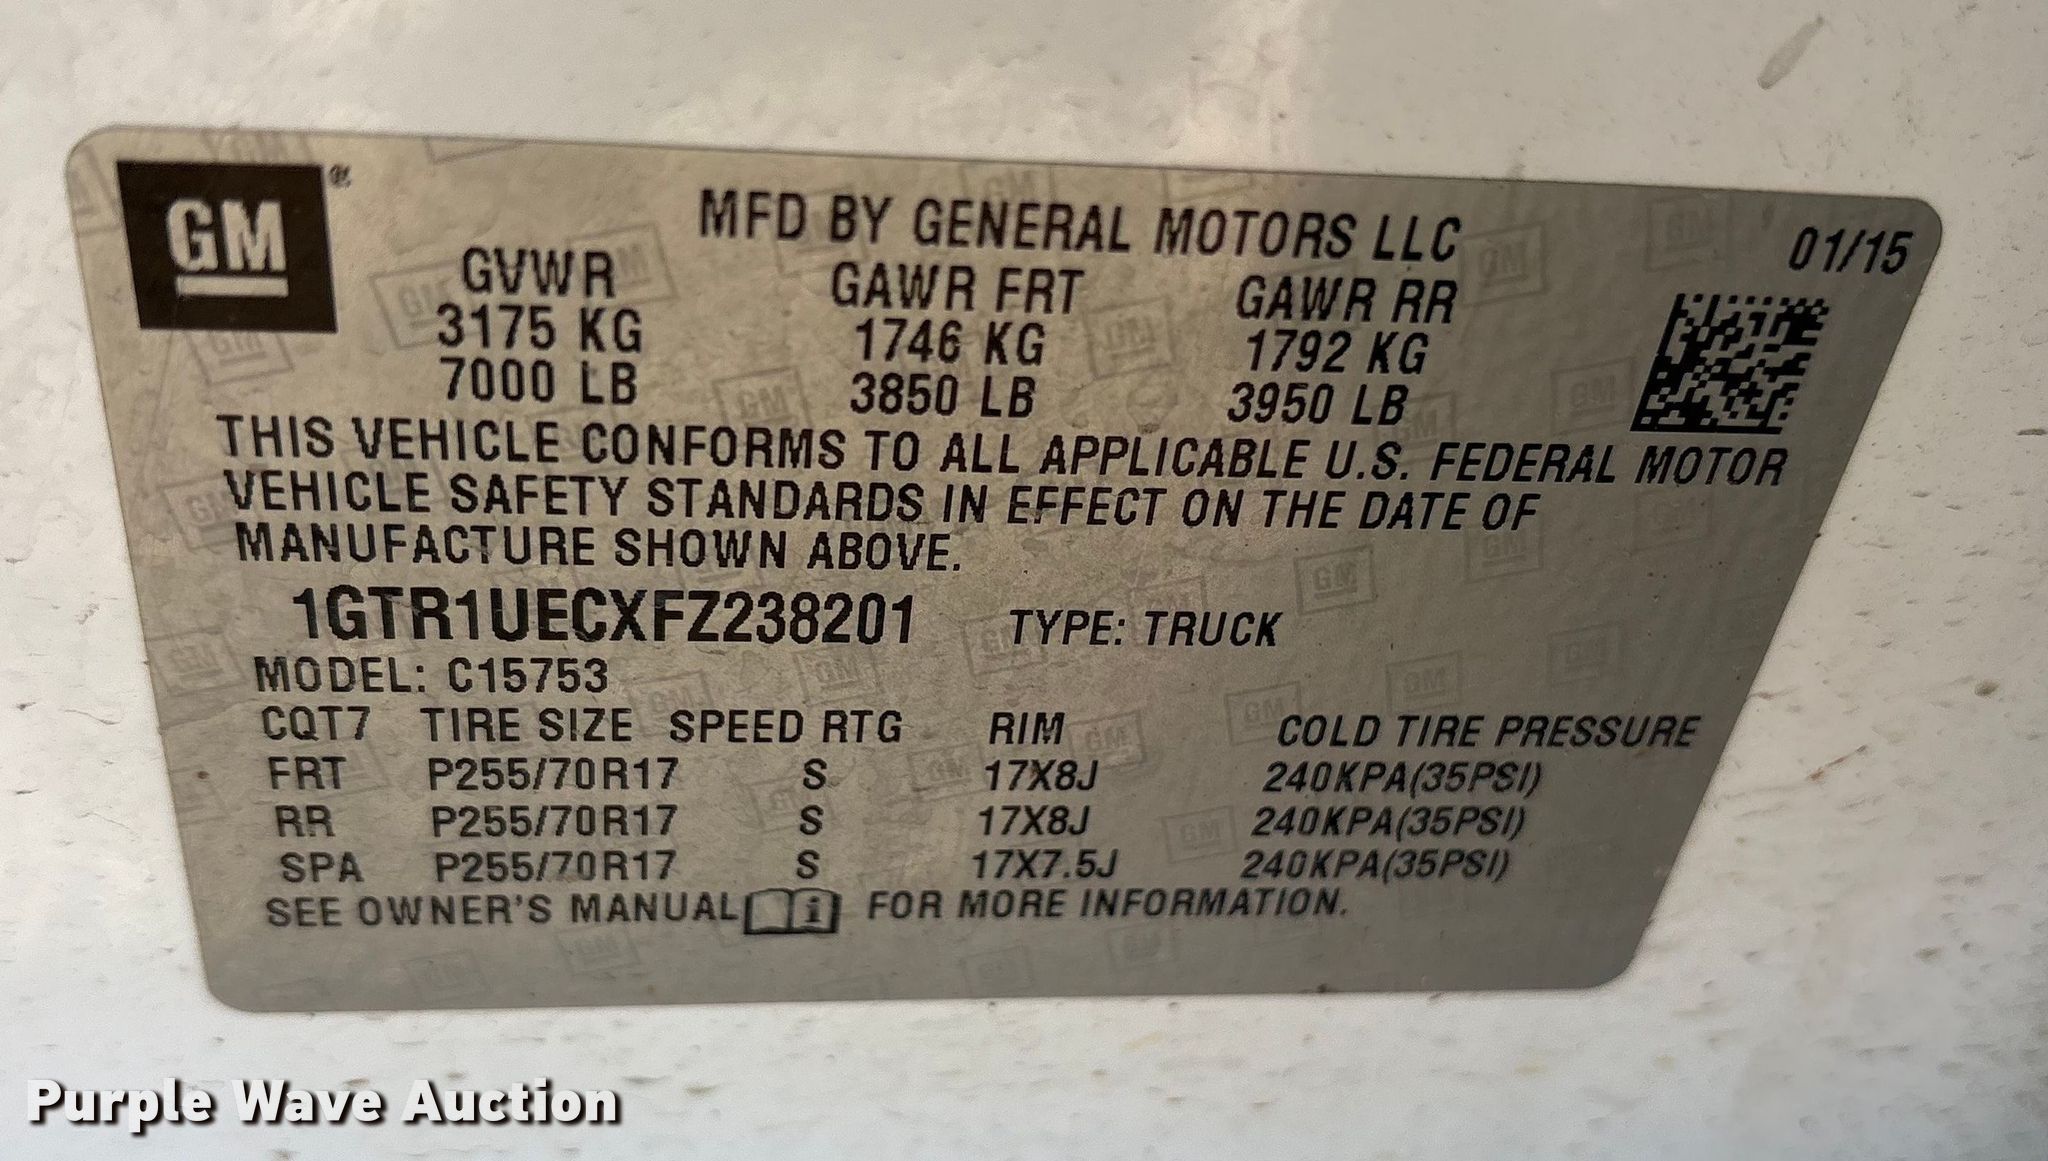 GM®
MFD BY GENERAL MOTORS LLC 01/15
GVWR GAWR FRT GAWR RR
3175 KG 1746 KG 1792 KG
7000 LB 3850 LB 3950 LB
THIS VEHICLE CONFORMS TO ALL APPLICABLE U.S. FEDERAL MOTOR
VEHICLE SAFETY STANDARDS IN EFFECT ON THE DATE OF
MANUFACTURE SHOWN ABOVE.
1GTR1UECXFZ238201 TYPE: TRUCK
MODEL: C15753
CQT7 TIRE SIZE SPEED RTG RIM COLD TIRE PRESSURE
FRT P255/70R17 S 17X8J 240KPA(35PSI)
RR P255/70R17 S 17X8J 240KPA(35PSI)
SPA P255/70R17 S 17X7.5J 240KPA(35PSI)
SEE OWNER'S MANUAL i FOR MORE INFORMATION.
Purple Wave Auction